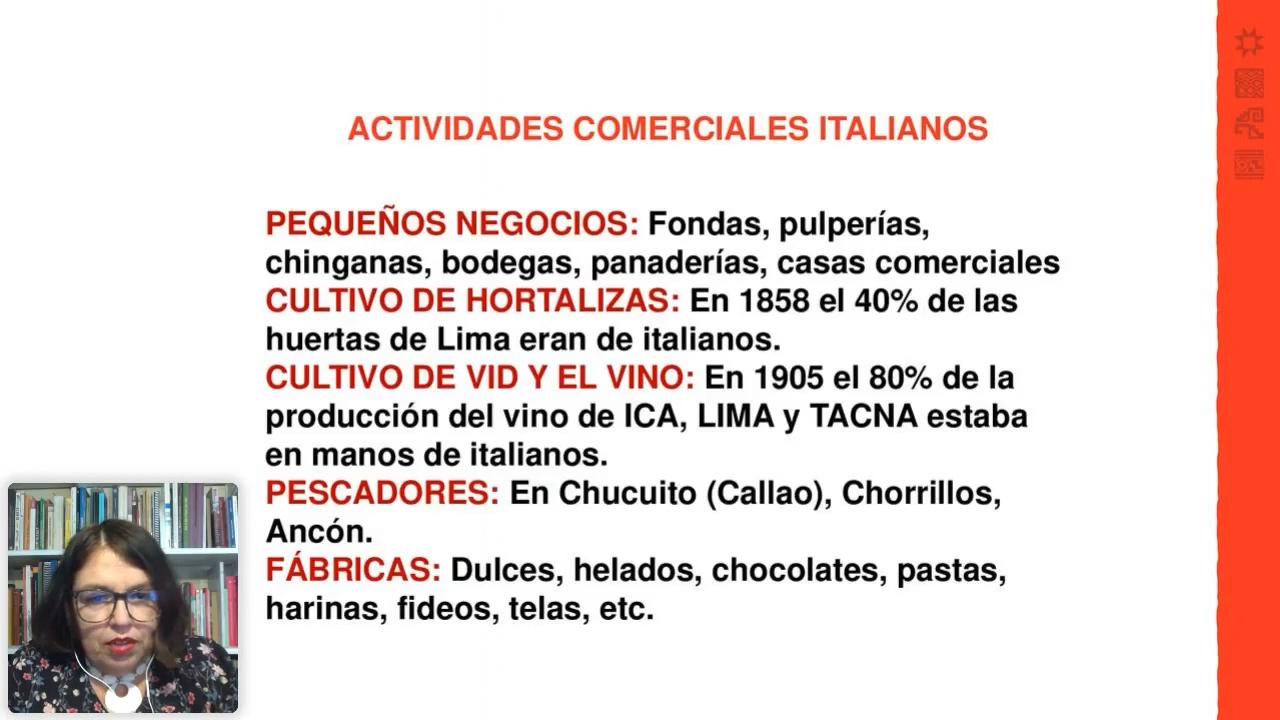 ACTIVIDADES COMERCIALES ITALIANOS
PEQUEÑOS NEGOCIOS: Fondas, pulperías,
chinganas, bodegas, panaderías, casas comerciales
CULTIVO DE HORTALIZAS: En 1858 el 40% de las
huertas de Lima eran de italianos.
CULTIVO DE VID Y EL VINO: En 1905 el 80% de la
producción del vino de ICA, LIMA y TACNA estaba
en manos de italianos.
PESCADORES: En Chucuito (Callao), Chorrillos,
Ancón.
FÁBRICAS: Dulces, helados, chocolates, pastas,
harinas, fideos, telas, etc.